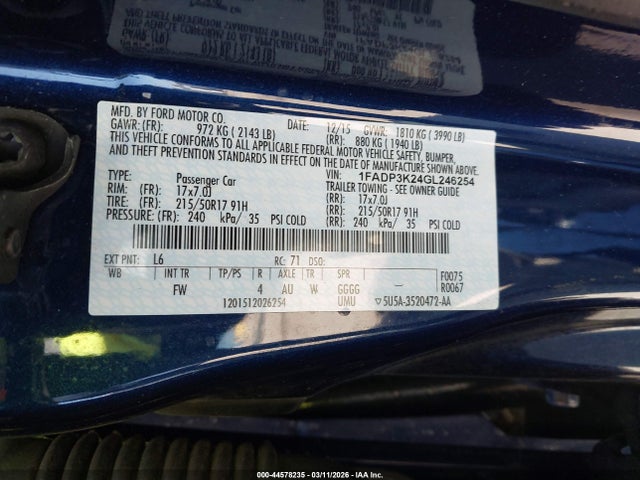 MFD. BY FORD MOTOR CO.
DATE: 12/15 GVWR: 1810 KG ( 3990 LB)
GAWR: (FR): 972 KG ( 2143 LB) (RR): 880 KG ( 1940 LB)
THIS VEHICLE CONFORMS TO ALL APPLICABLE FEDERAL MOTOR VEHICLE SAFETY, BUMPER,
AND THEFT PREVENTION STANDARDS IN EFFECT ON THE DATE OF MANUFACTURE SHOWN ABOVE.
VIN: 1FADP3K24GL246254
TYPE: Passenger Car TRAILER TOWING - SEE OWNER GUIDE
RIM: (FR): 17x7.0J (RR): 17x7.0J
TIRE: (FR): 215/50R17 91H (RR): 215/50R17 91H
PRESSURE: (FR): 240 kPa/ 35 PSI COLD (RR): 240 kPa/ 35 PSI COLD
EXT PNT: L6 RC: 71 DSO:
WB INT TR TP/PS R AXLE TR SPR F0075
FW 4 AU W GGGG — R0067
1201512026254 UMU 5U5A-3520472-AA
000-44578235 - 03/11/2026 - IAA Inc.